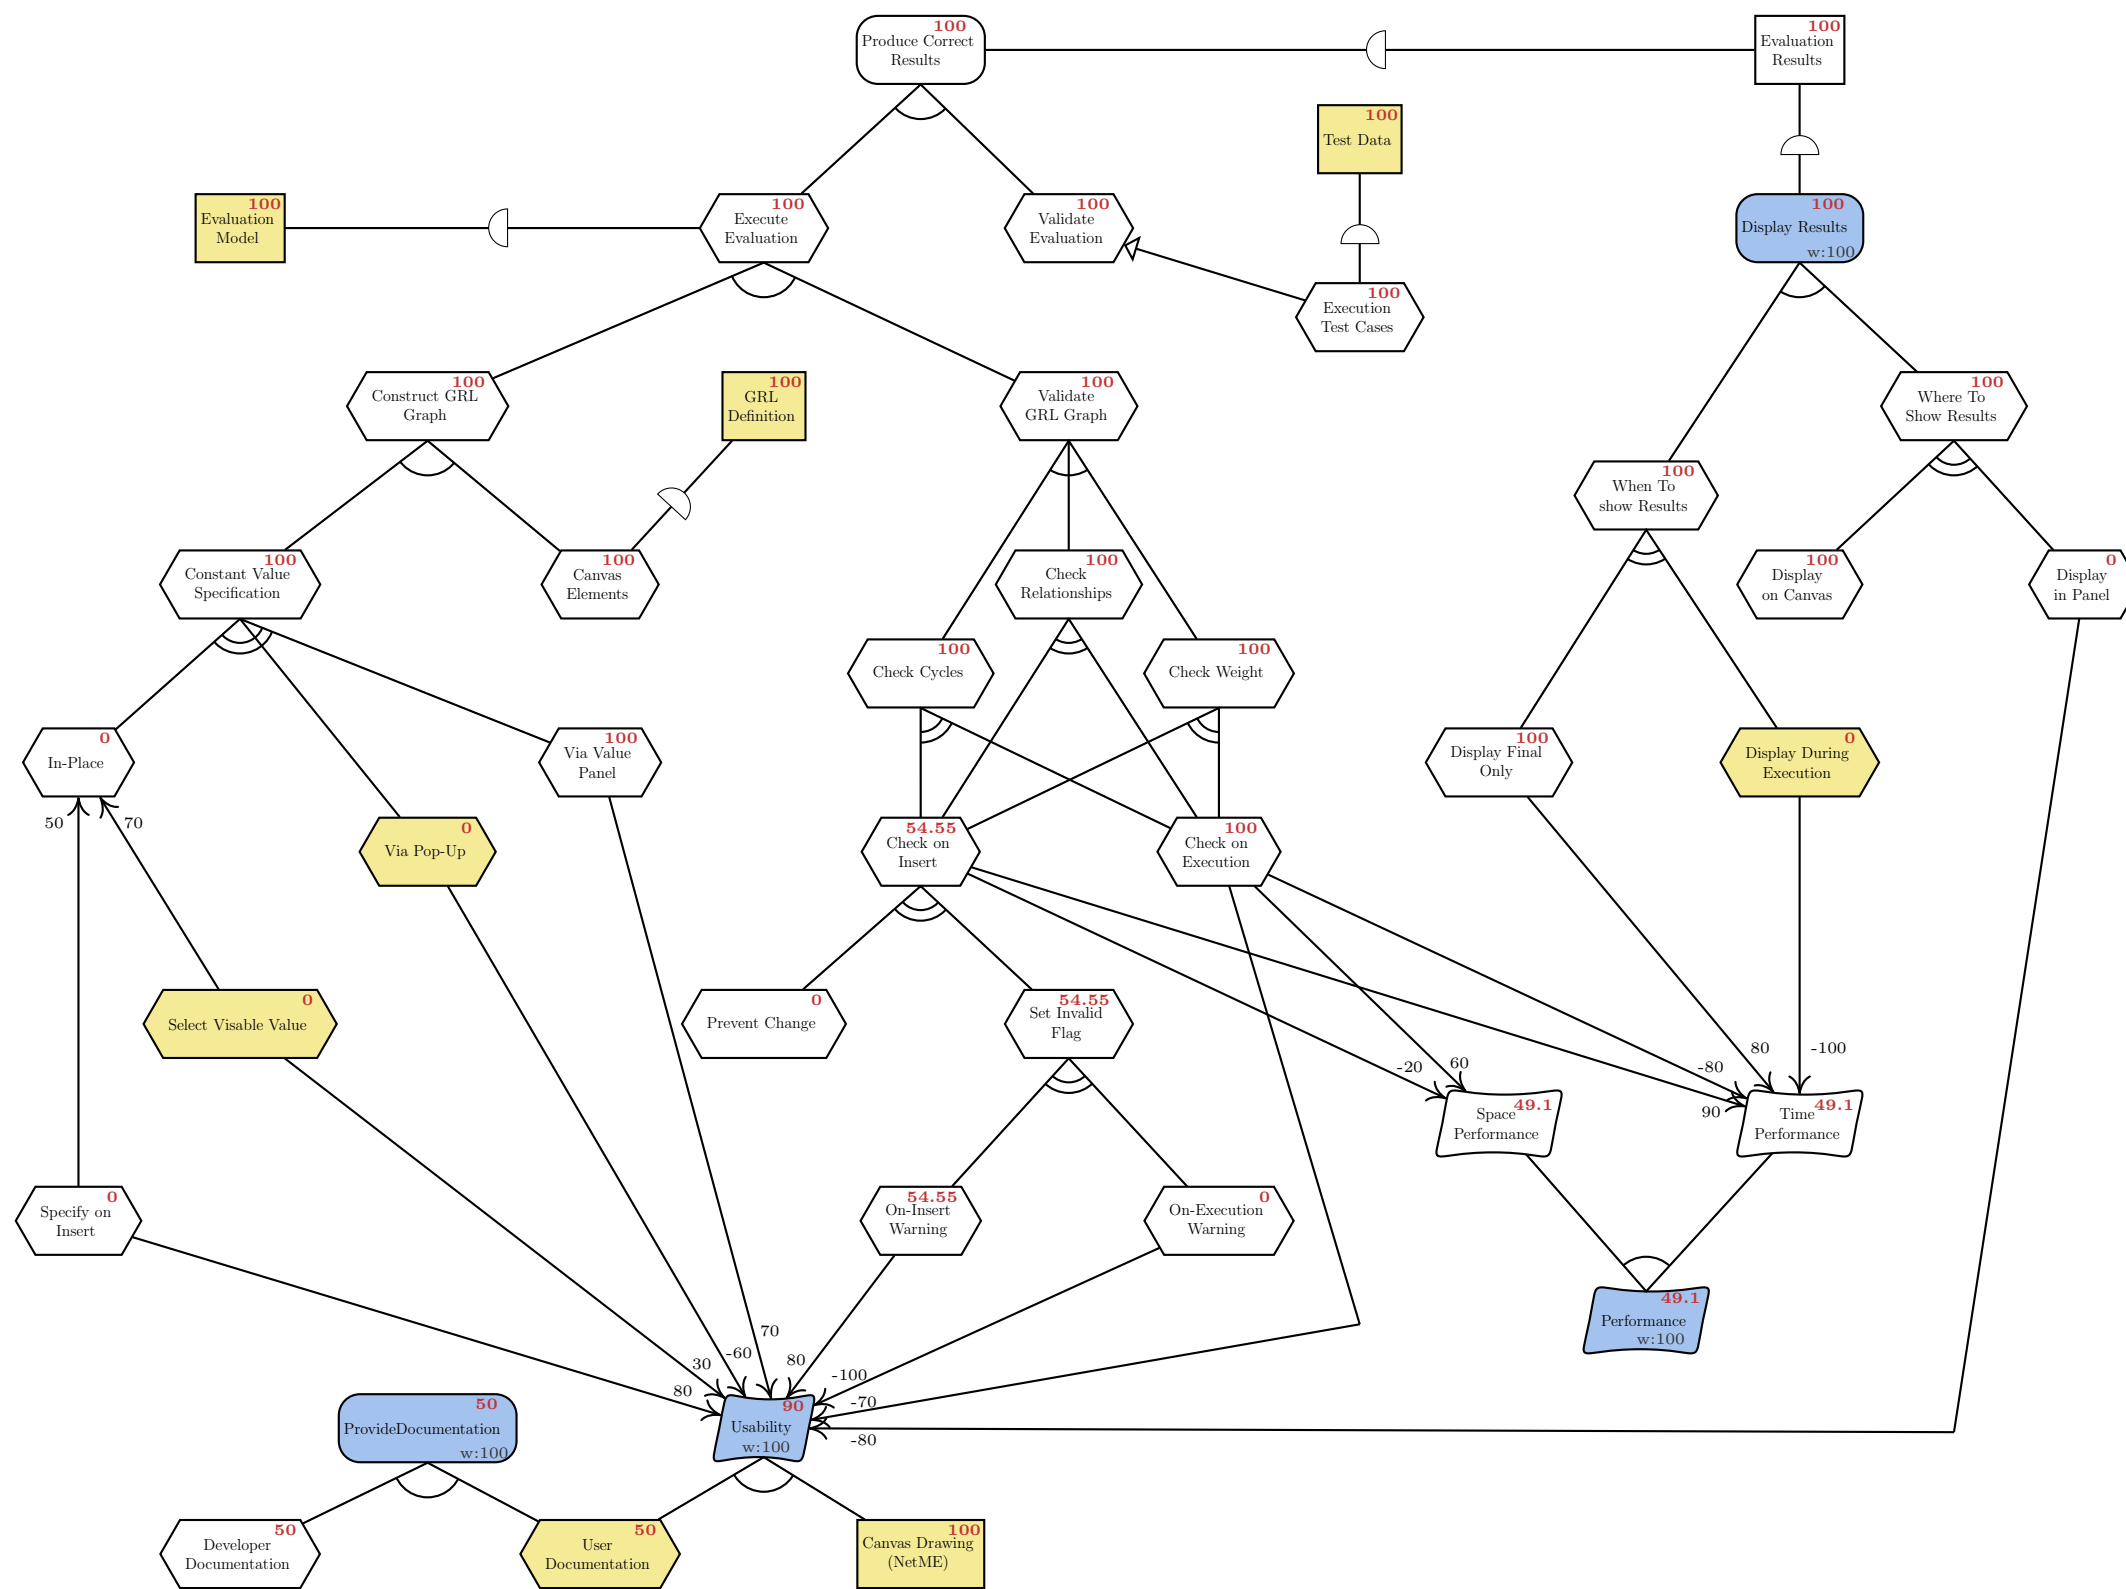 100
Produce Correct
Results
100
Evaluation
Results
100
Test Data
100
Evaluation
Model
100
Execute
Evaluation
100
Validate
Evaluation
100
Display Results
w:100
100
Execution
Test Cases
100
Construct GRL
Graph
100
GRL
Definition
100
Validate
GRL Graph
100
Where To
Show Results
100
When To
show Results
100
Constant Value
Specification
100
Canvas
Elements
100
Check
Relationships
100
Display
on Canvas
0
Display
in Panel
100
Check Cycles
100
Check Weight
0
In-Place
100
Via Value
Panel
100
Display Final
Only
0
Display During
Execution
50
70
0
Via Pop-Up
54.55
Check on
Insert
100
Check on
Execution
0
Select Visable Value
0
Prevent Change
54.55
Set Invalid
Flag
-20
60
-80
80
-100
90
49.1
Space
Performance
49.1
Time
Performance
0
Specify on
Insert
54.55
On-Insert
Warning
0
On-Execution
Warning
49.1
Performance
w:100
70
-60
30
80
80
-100
-70
-80
50
ProvideDocumentation
w:100
90
Usability
w:100
50
Developer
Documentation
50
User
Documentation
100
Canvas Drawing
(NetME)